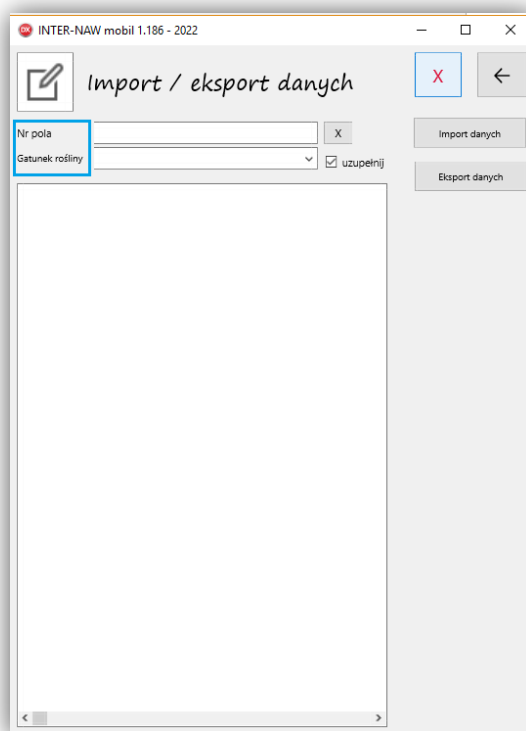 INTER-NAW mobil 1.186 - 2022
Import / eksport danych
X
Nr pola
X
Import danych
Gatunek rośliny
uzupełnij
Eksport danych